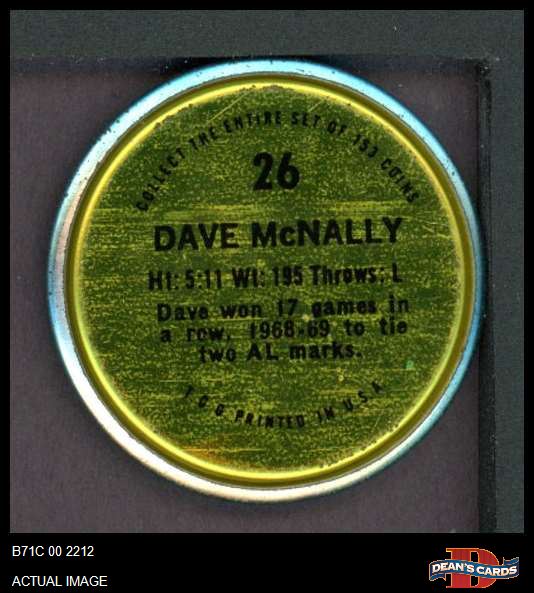 COLLECT THE ENTIRE SET OF 153 COINS
26
DAVE McNALLY
Ht: 5:11 Wt: 195 Throws: L
Dave won 17 games in
a row, 1968-69 to tie
two AL marks.
T.C.G. PRINTED IN U.S.A.
B71C 00 2212
ACTUAL IMAGE
DEAN'S CARDS